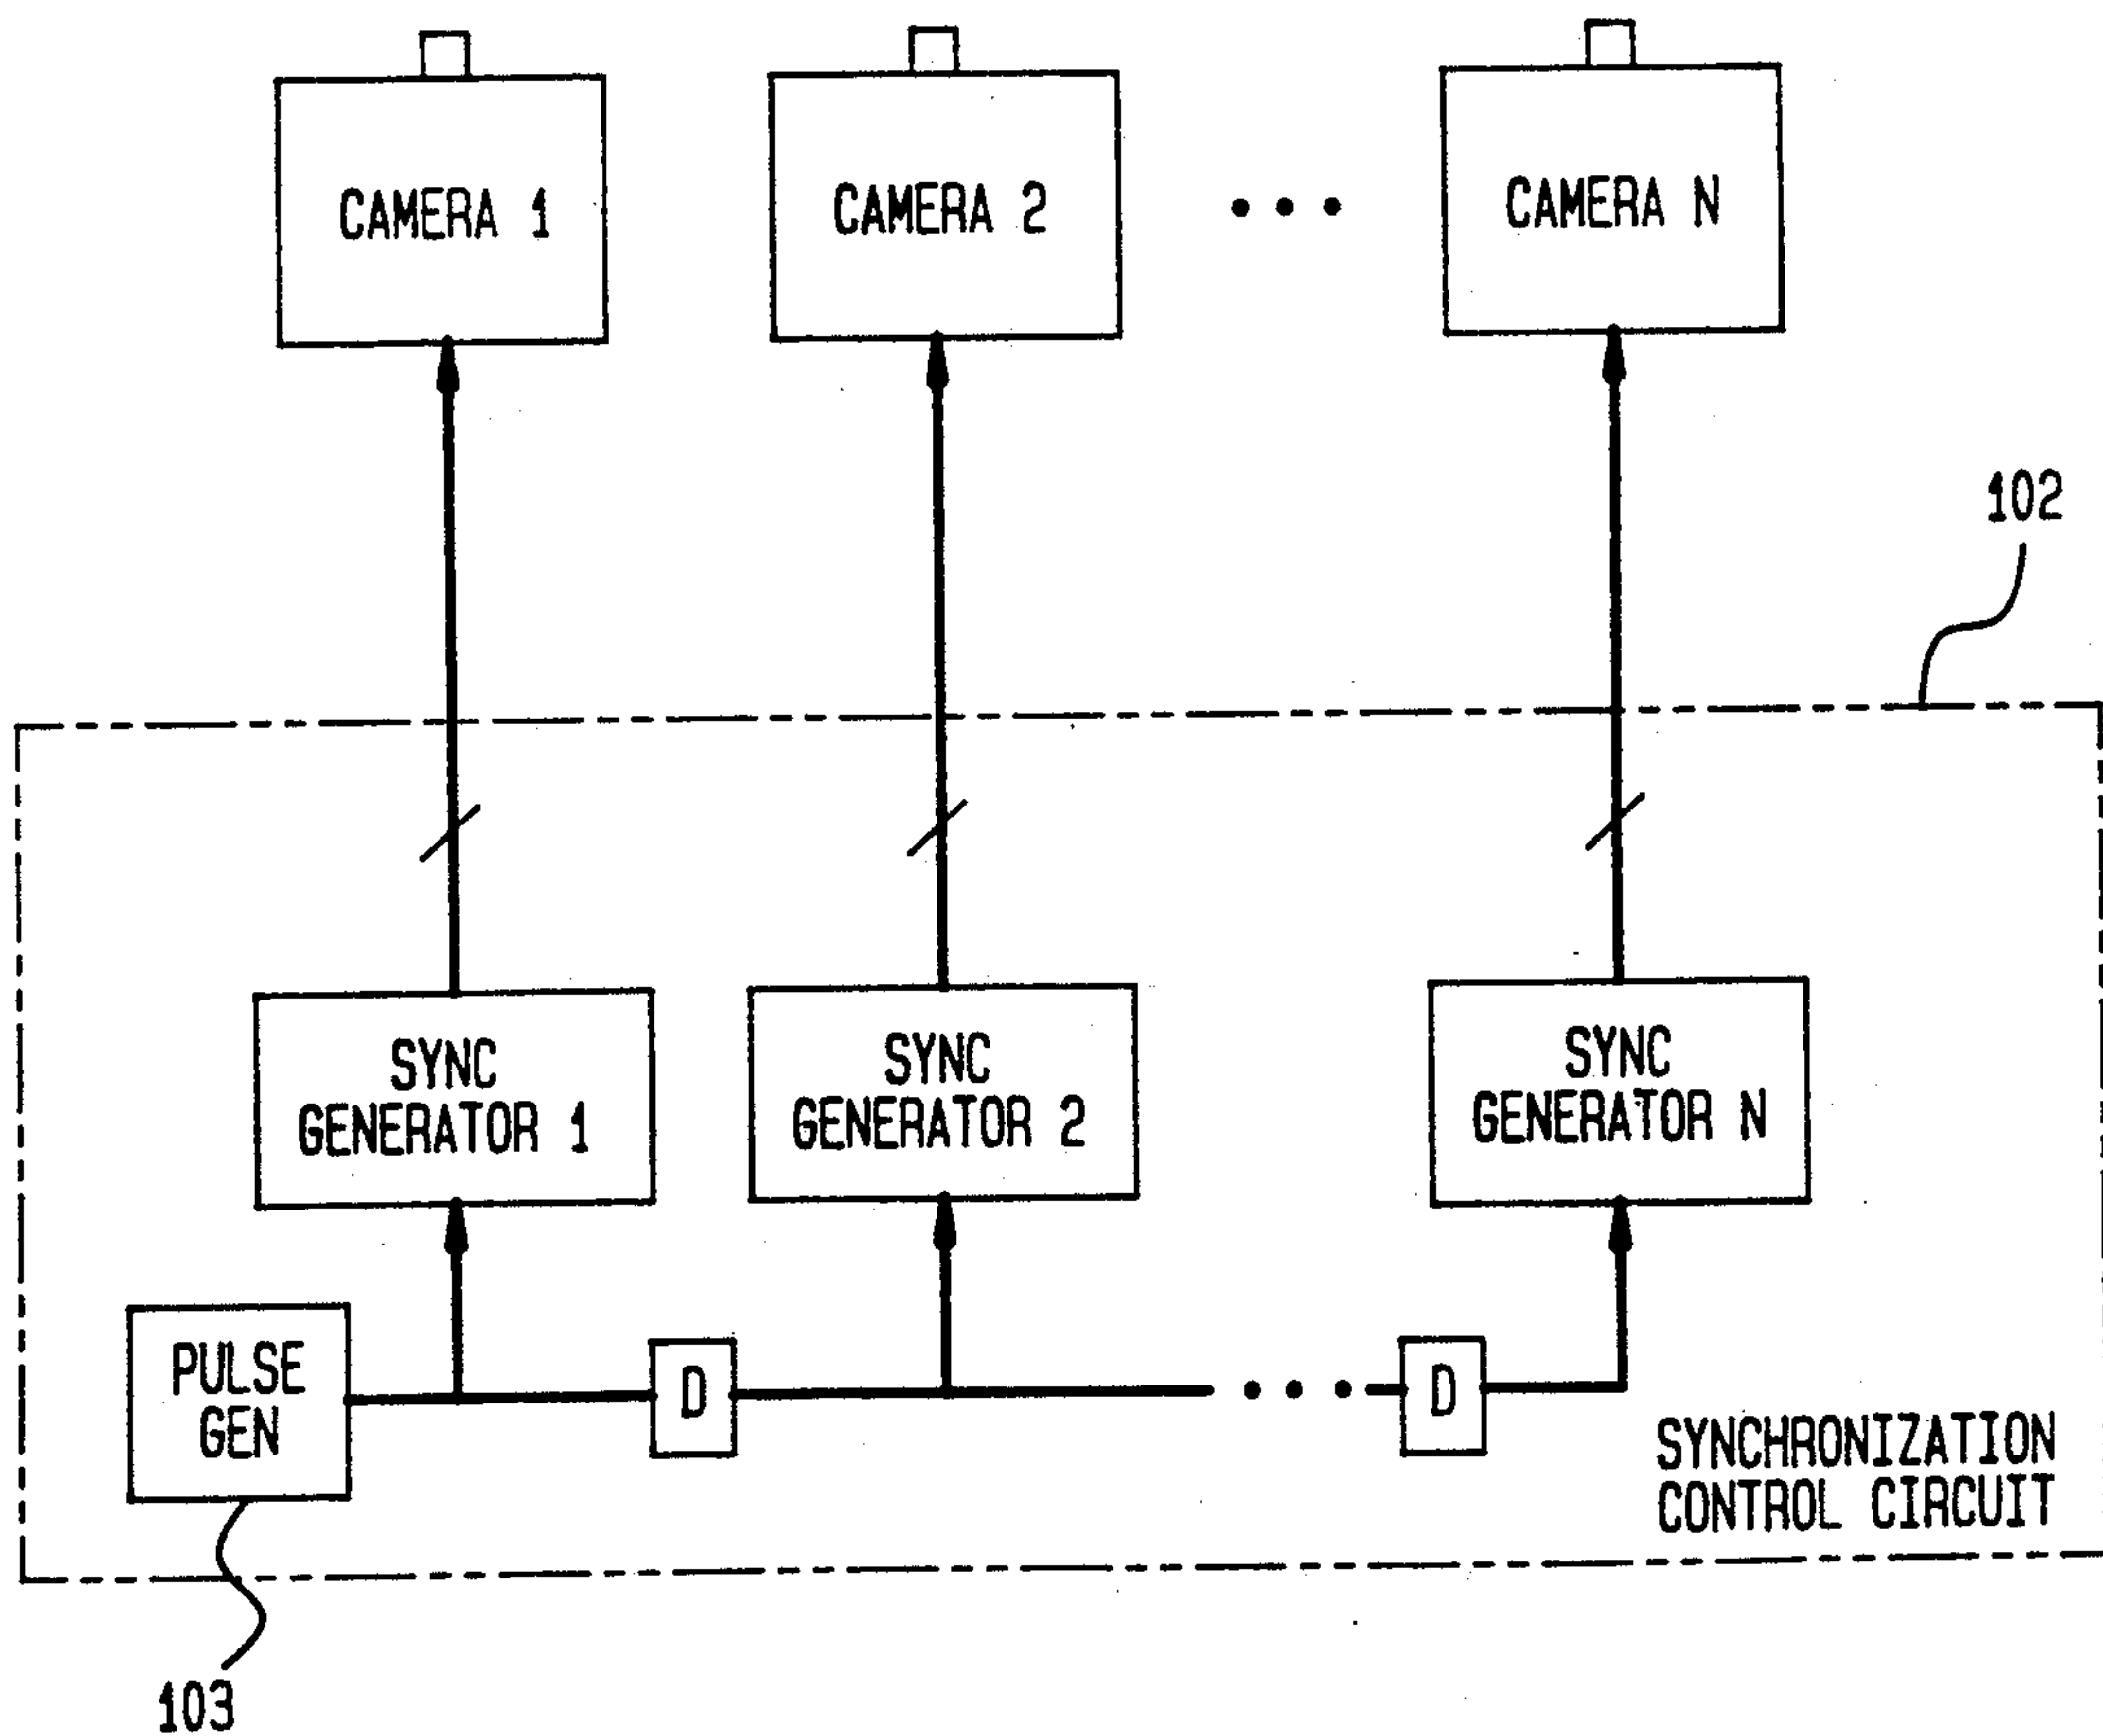 CAMERA 1
CAMERA 2
CAMERA N
102
SYNC
GENERATOR 1
SYNC
GENERATOR 2
SYNC
GENERATOR N
PULSE
GEN
D
D
SYNCHRONIZATION
CONTROL CIRCUIT
103